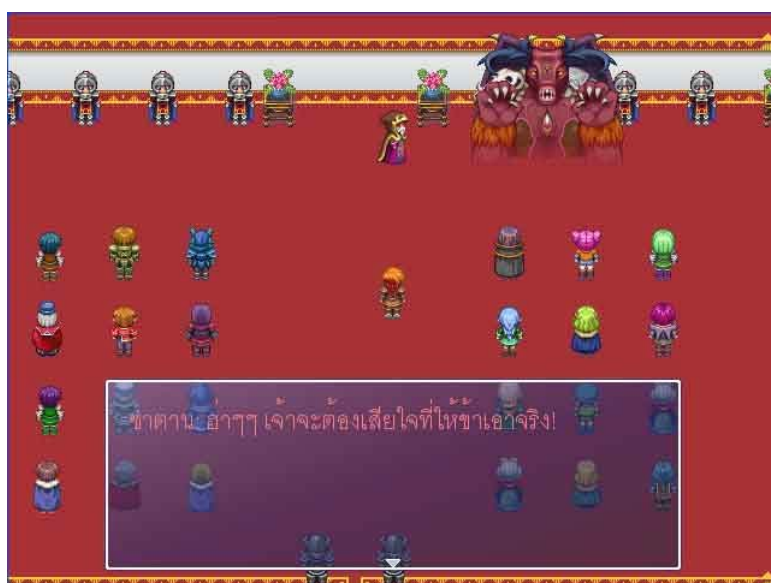 ซาตาน: ฮ่าๆๆ เจ้าจะต้องเสียใจที่ให้ข้าเอาจริง!